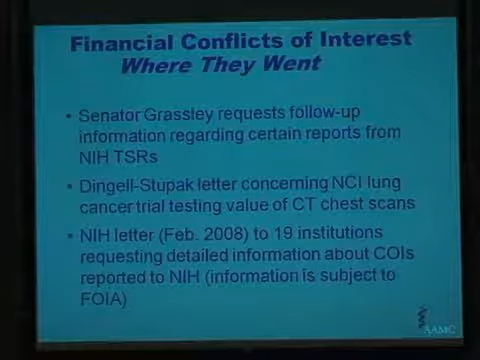 Financial Conflicts of Interest
Where They Went
• Senator Grassley requests follow-up
information regarding certain reports from
NIH TSRs
• Dingell-Stupak letter concerning NCI lung
cancer trial testing value of CT chest scans
• NIH letter (Feb. 2008) to 19 institutions
requesting detailed information about COIs
reported to NIH (information is subject to
FOIA)
AAMC